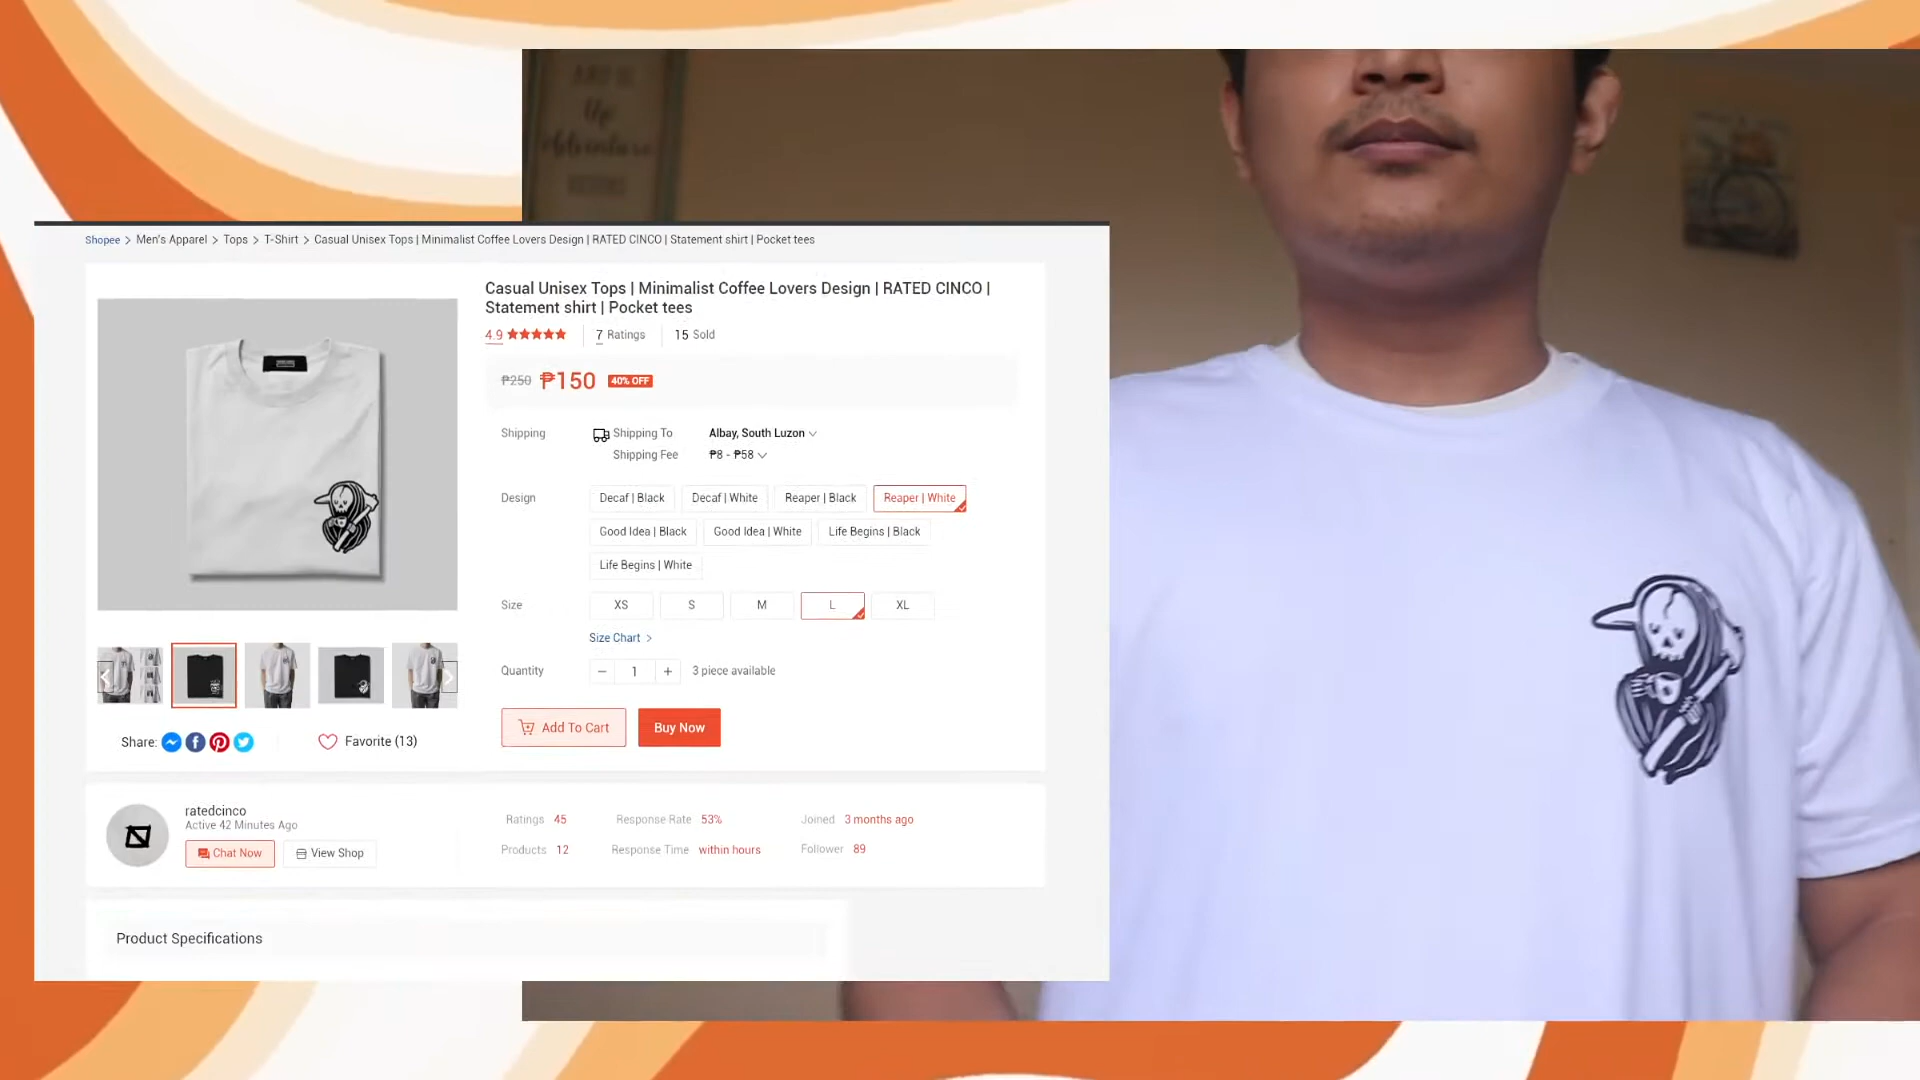 AND SO
the
Adventure
BEGINS
Shopee > Men's Apparel > Tops > T-Shirt > Casual Unisex Tops | Minimalist Coffee Lovers Design | RATED CINCO | Statement shirt | Pocket tees
Casual Unisex Tops | Minimalist Coffee Lovers Design | RATED CINCO |
Statement shirt | Pocket tees
4.9 7 Ratings 15 Sold
₱250 ₱150 40% OFF
Shipping Shipping To Albay, South Luzon
Shipping Fee ₱8 - ₱58
Design Decaf | Black Decaf | White Reaper | Black Reaper | White
Good Idea | Black Good Idea | White Life Begins | Black
Life Begins | White
Size XS S M L XL
Size Chart >
Quantity − 1 + 3 piece available
Add To Cart Buy Now
Share: Favorite (13)
ratedcinco
Active 42 Minutes Ago
Chat Now View Shop
Ratings 45 Response Rate 53% Joined 3 months ago
Products 12 Response Time within hours Follower 89
Product Specifications